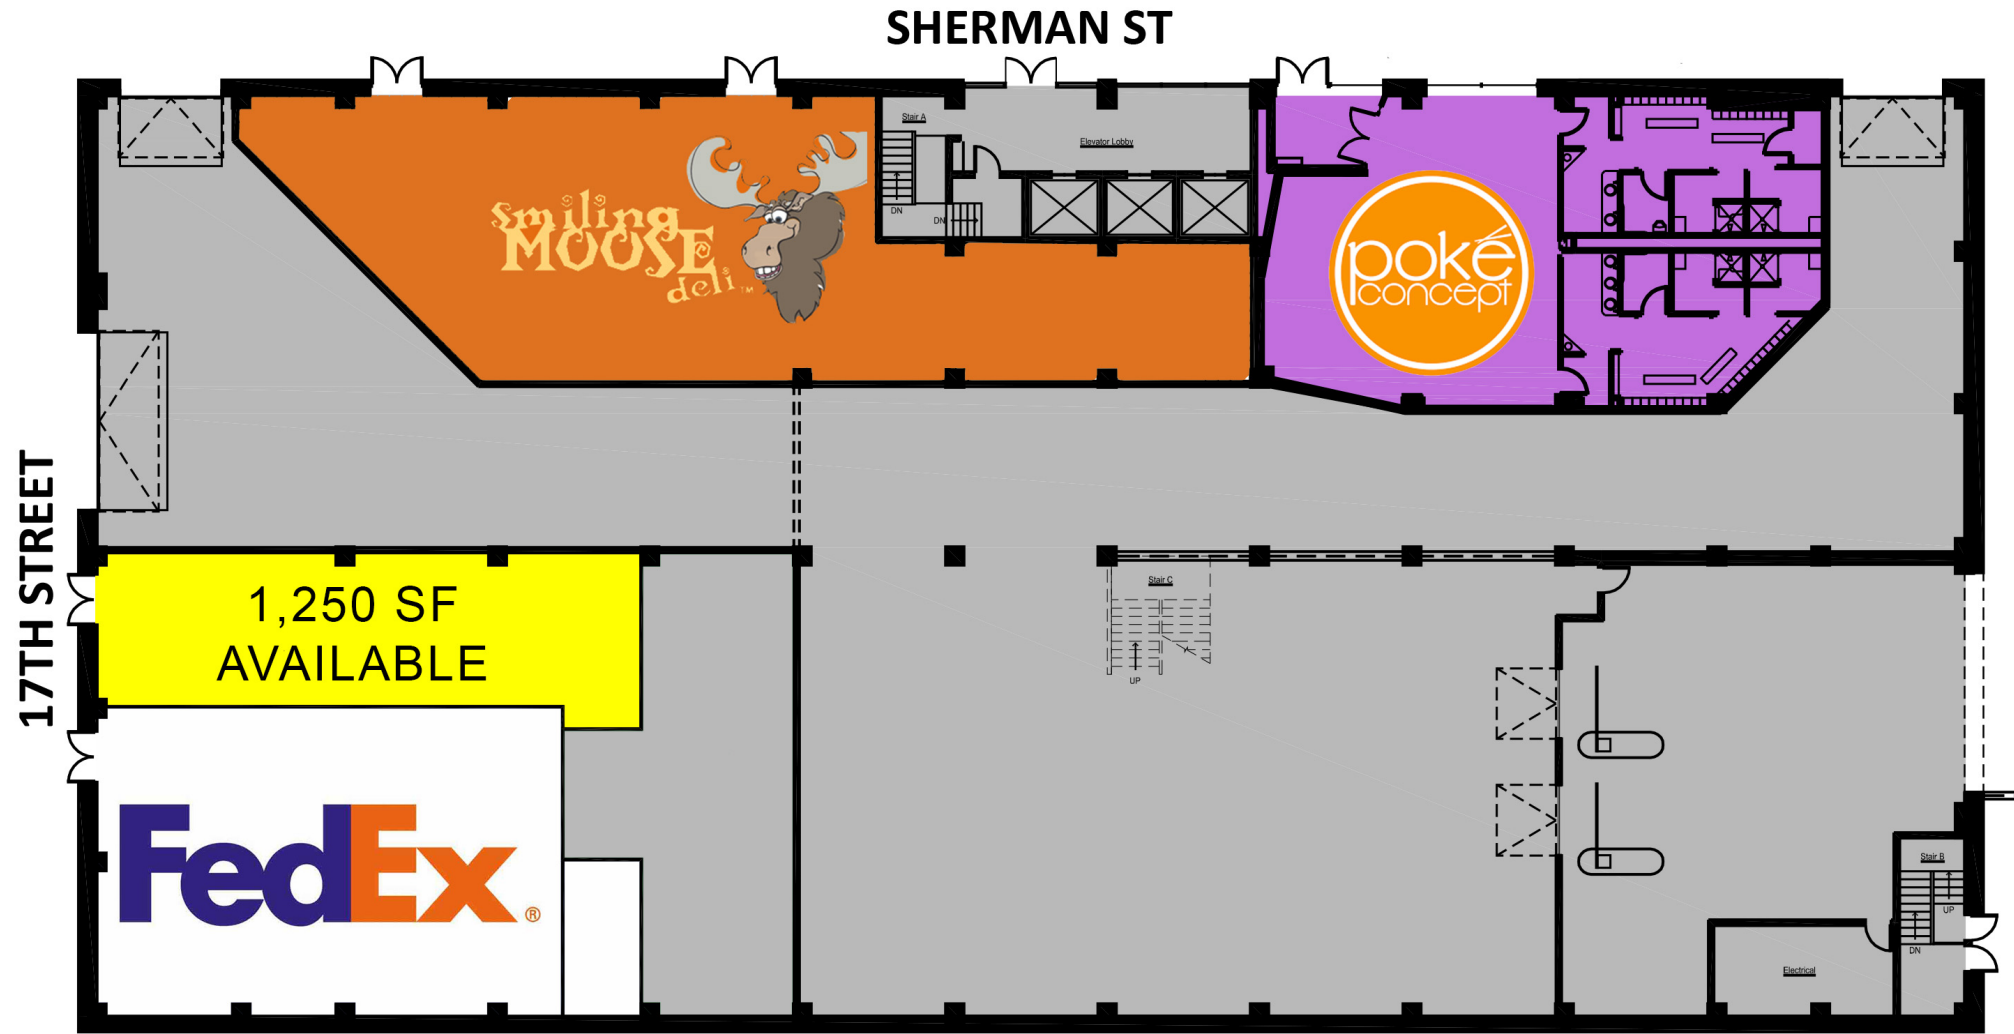 SHERMAN ST
Stair A
Elevator Lobby
DN
DN
smiling
MOOSE
deli™
poké
concept
17TH STREET
1,250 SF
AVAILABLE
Stair C
UP
FedEx®
Stair B
UP
DN
Electrical